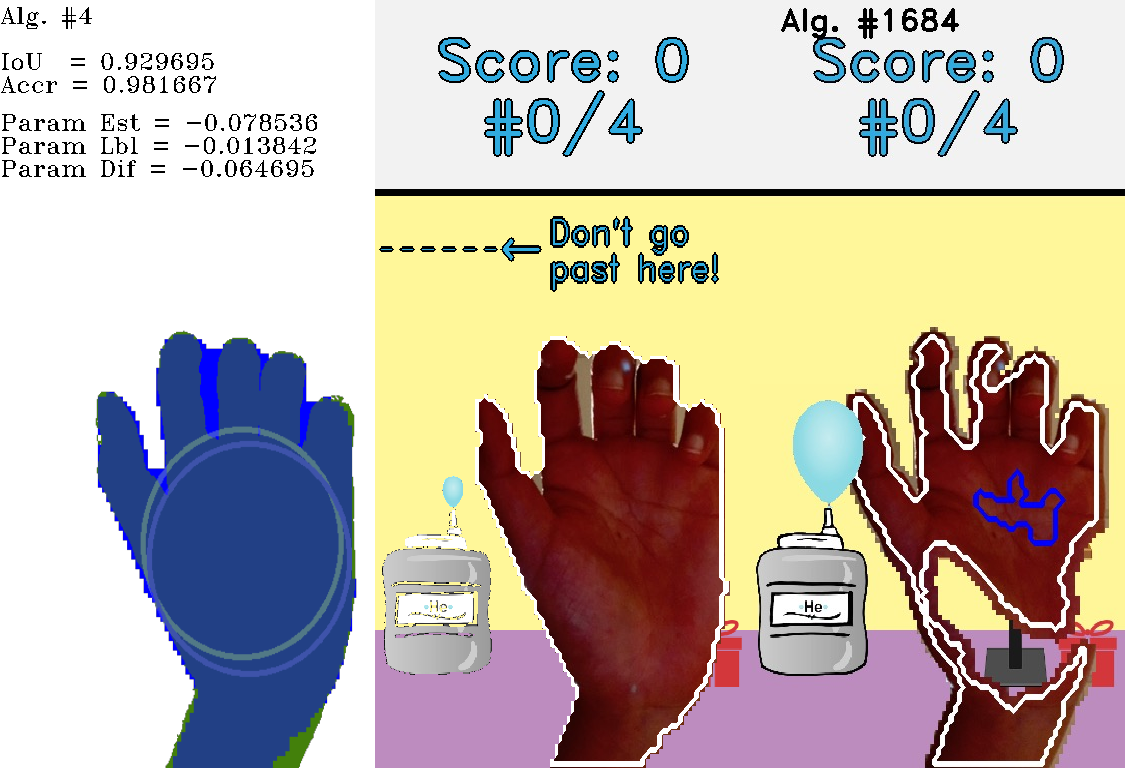 Alg. #4
IoU = 0.929695
Accr = 0.981667
Param Est = −0.078536
Param Lbl = −0.013842
Param Dif = −0.064695
Score: 0
#0/4
Don't go
past here!
He
Alg. #1684
Score: 0
#0/4
He